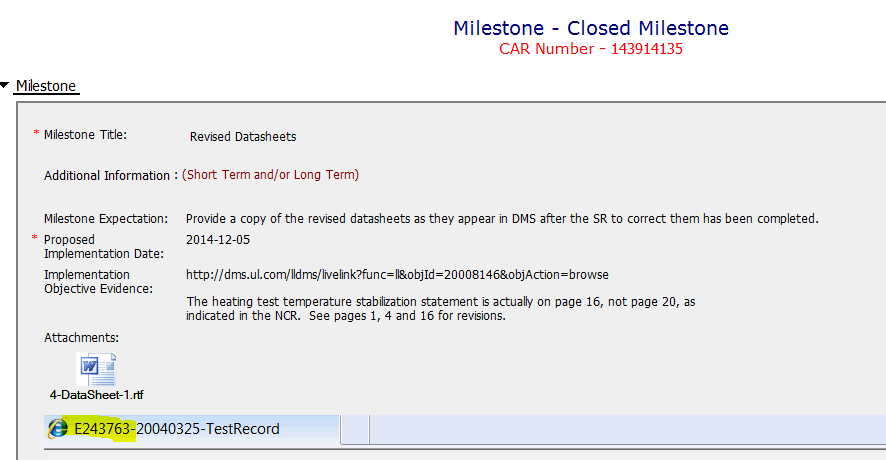 Milestone - Closed Milestone
CAR Number - 143914135
Milestone
* Milestone Title: Revised Datasheets
Additional Information : (Short Term and/or Long Term)
Milestone Expectation: Provide a copy of the revised datasheets as they appear in DMS after the SR to correct them has been completed.
* Proposed 2014-12-05
Implementation Date:
Implementation http://dms.ul.com/lldms/livelink?func=ll&objId=20008146&objAction=browse
Objective Evidence:
The heating test temperature stabilization statement is actually on page 16, not page 20, as
indicated in the NCR. See pages 1, 4 and 16 for revisions.
Attachments:
4-DataSheet-1.rtf
E243763-20040325-TestRecord